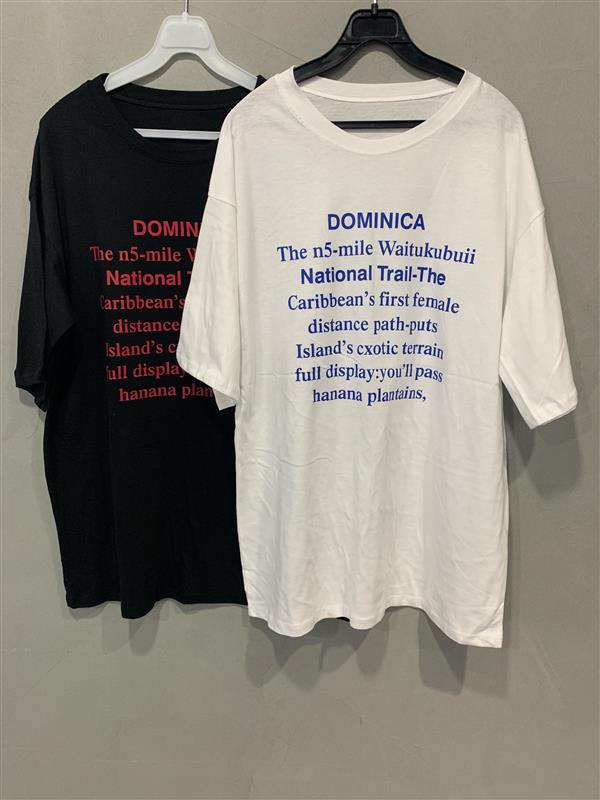 DOMINICA
The n5-mile Waitukubuii
National Trail-The
Caribbean's first female
distance path-puts
Island's cxotic terrain
full display:you'll pass
hanana plantains,
DOMIN
The n5-mile W
National T
Caribbean's
distance
Island's c
full display
hanana plan